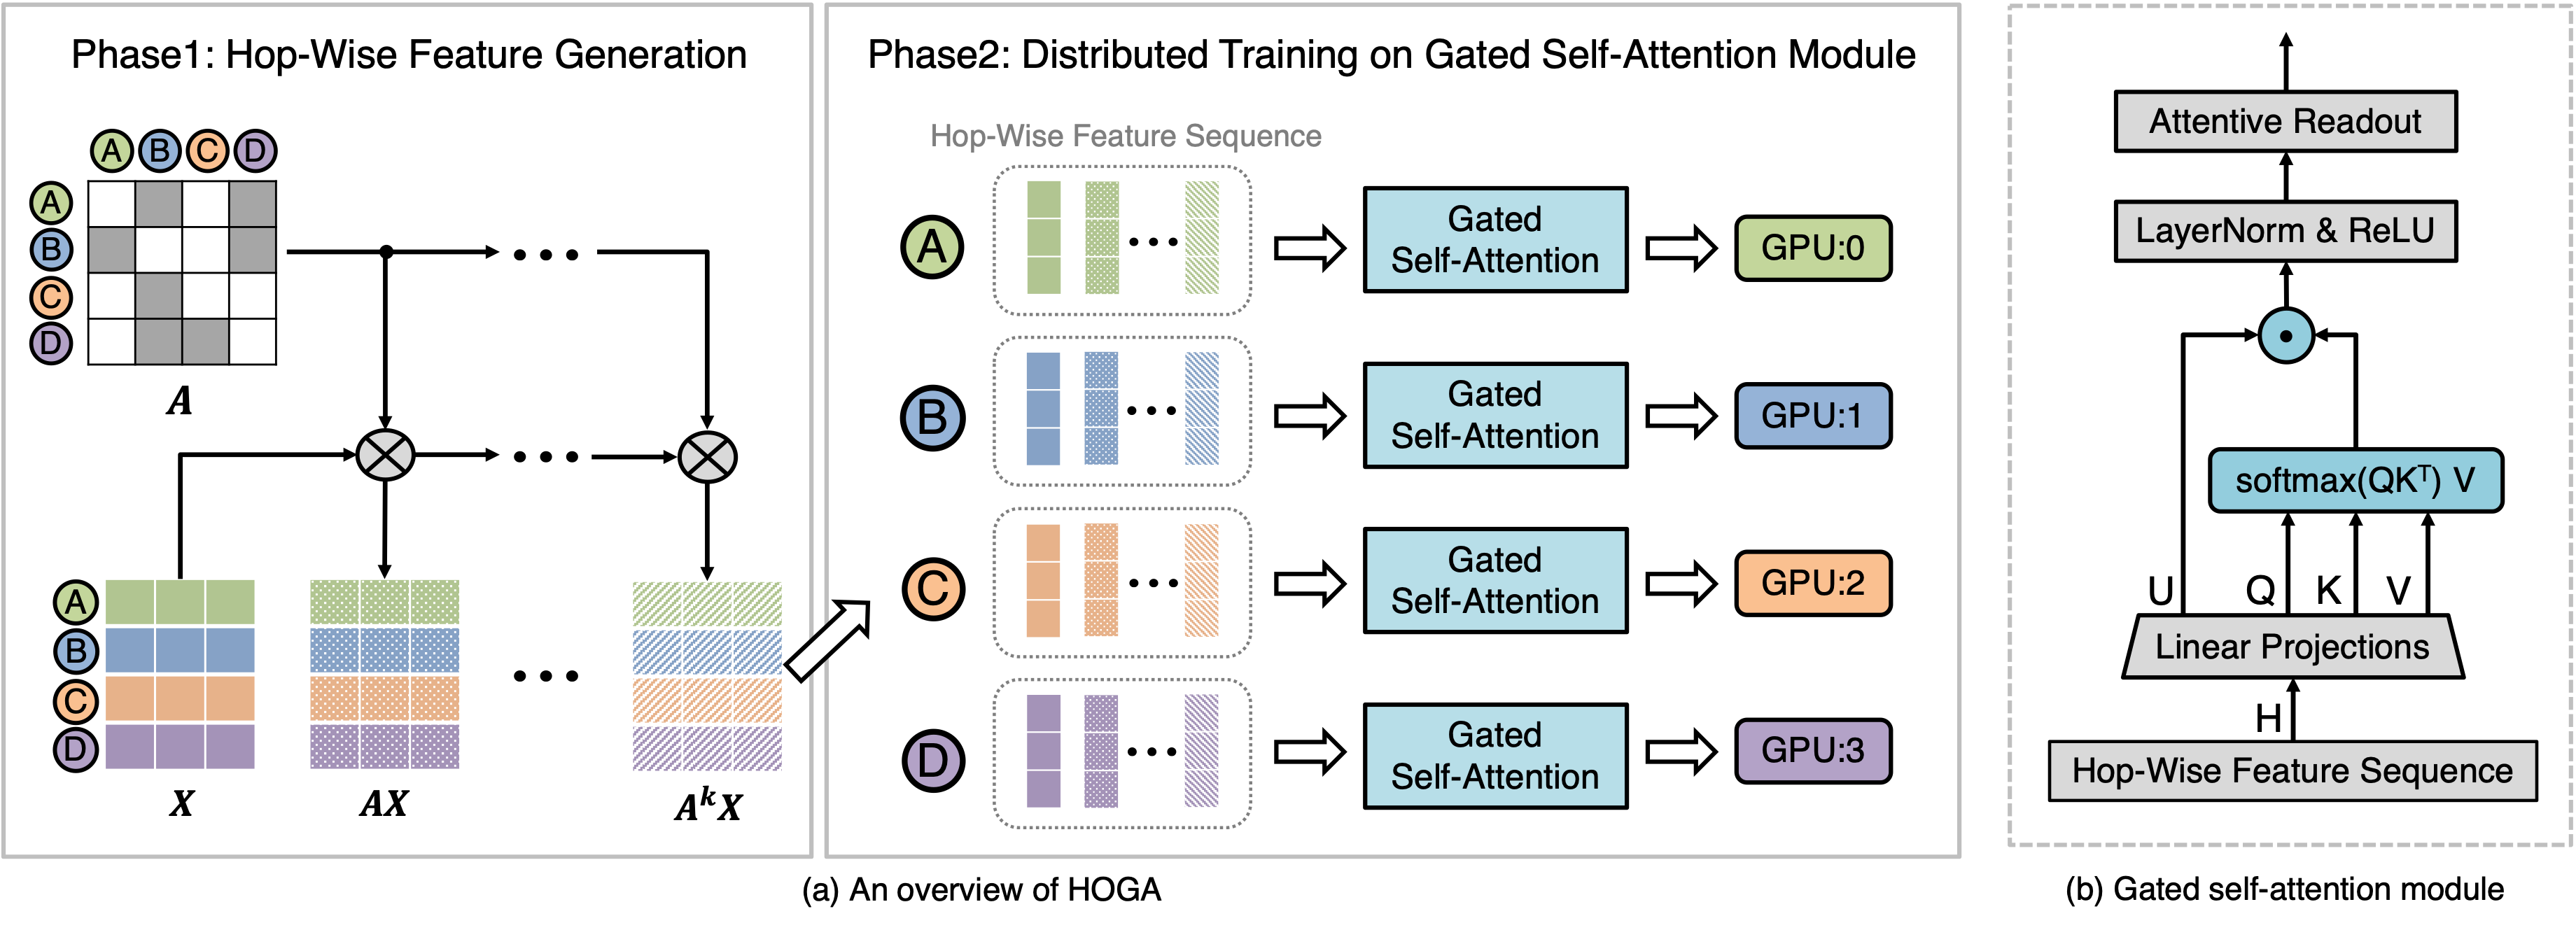 Phase1: Hop-Wise Feature Generation
A B C D
A
B
C
D
A
A
B
C
D
X
AX
A^k X
Phase2: Distributed Training on Gated Self-Attention Module
Hop-Wise Feature Sequence
A
Gated
Self-Attention
GPU:0
B
Gated
Self-Attention
GPU:1
C
Gated
Self-Attention
GPU:2
D
Gated
Self-Attention
GPU:3
(a) An overview of HOGA
Attentive Readout
LayerNorm & ReLU
softmax(QK^T) V
U Q K V
Linear Projections
H
Hop-Wise Feature Sequence
(b) Gated self-attention module